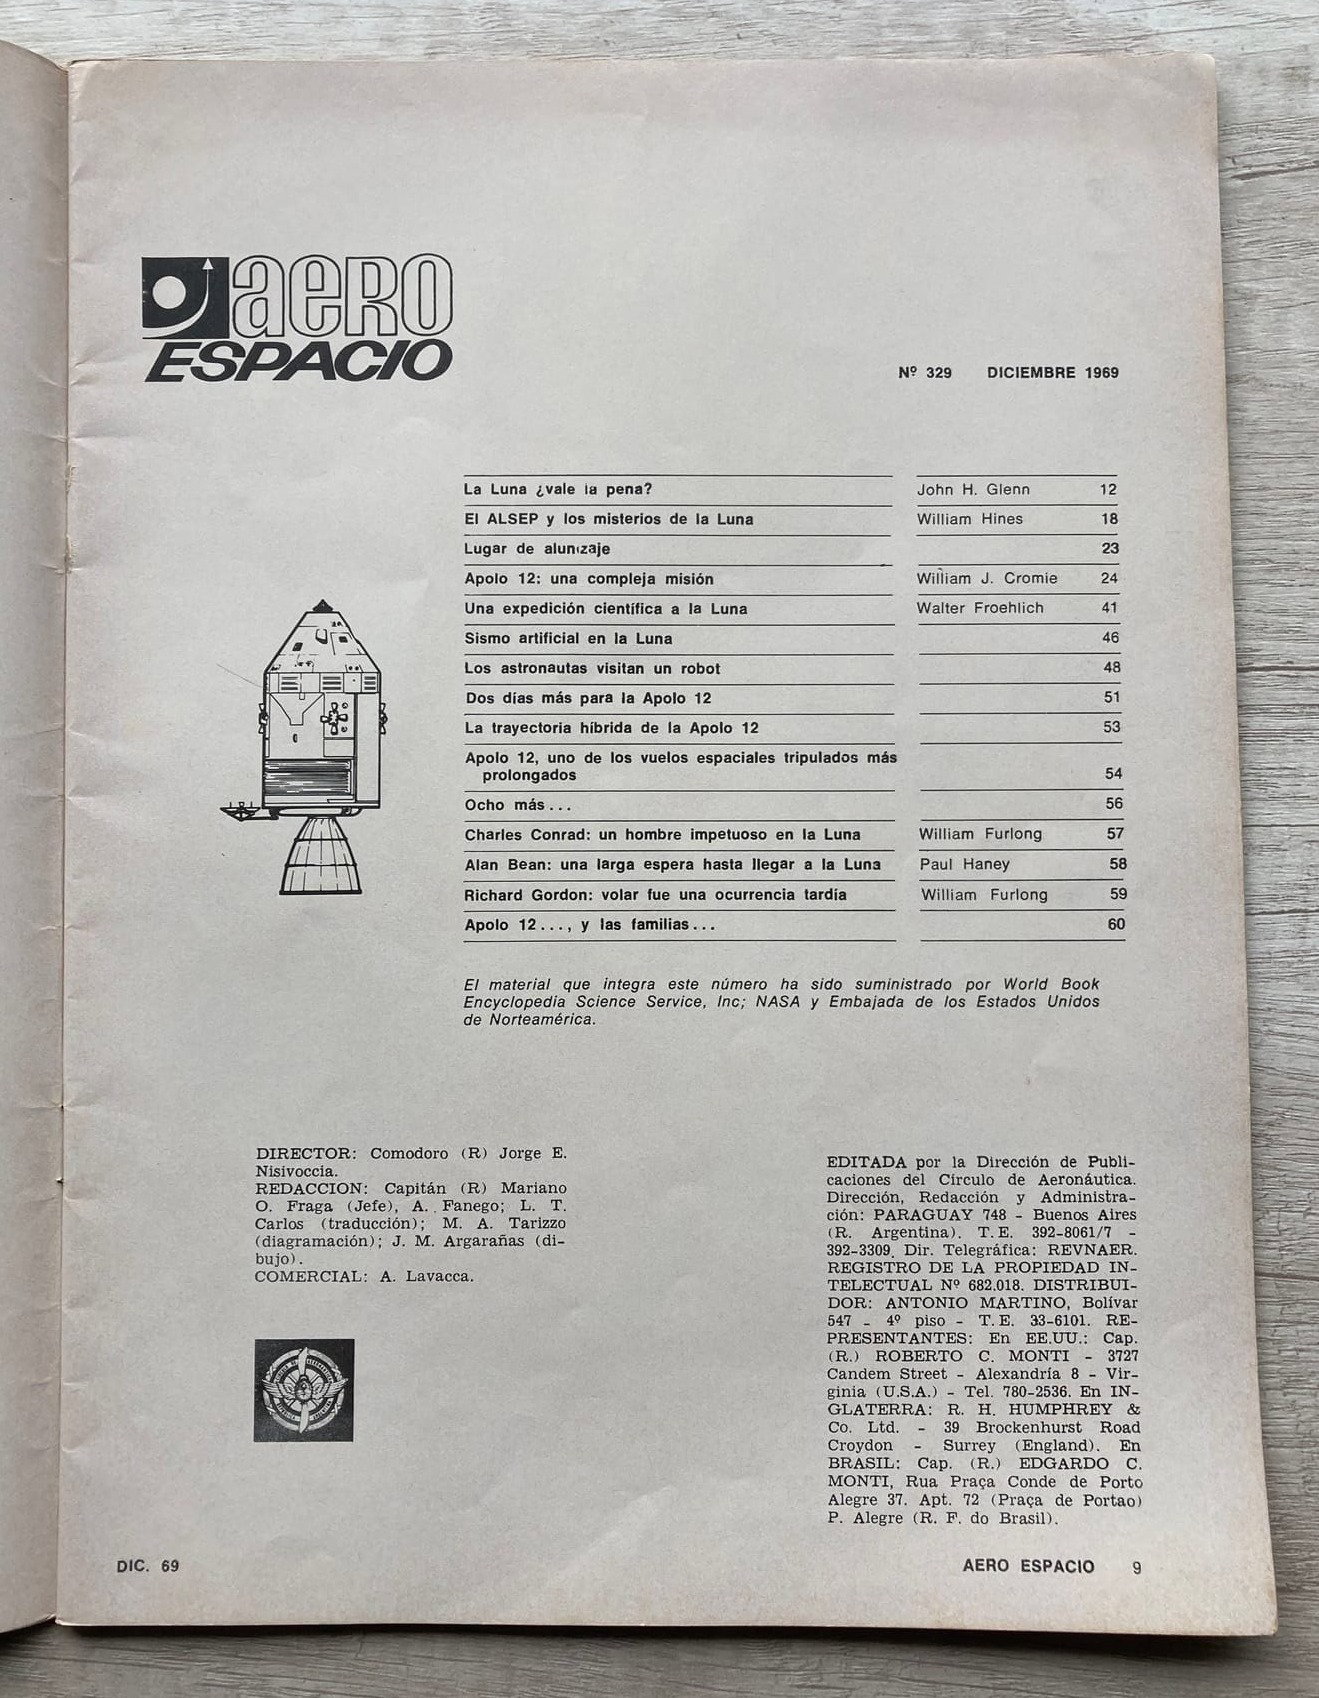 aero
ESPACIO
Nº 329 DICIEMBRE 1969
La Luna ¿vale la pena? John H. Glenn 12
El ALSEP y los misterios de la Luna William Hines 18
Lugar de alunizaje 23
Apolo 12: una compleja misión William J. Cromie 24
Una expedición científica a la Luna Walter Froehlich 41
Sismo artificial en la Luna 46
Los astronautas visitan un robot 48
Dos días más para la Apolo 12 51
La trayectoria híbrida de la Apolo 12 53
Apolo 12, uno de los vuelos espaciales tripulados más
prolongados 54
Ocho más... 56
Charles Conrad: un hombre impetuoso en la Luna William Furlong 57
Alan Bean: una larga espera hasta llegar a la Luna Paul Haney 58
Richard Gordon: volar fue una ocurrencia tardía William Furlong 59
Apolo 12..., y las familias... 60
El material que integra este número ha sido suministrado por World Book
Encyclopedia Science Service, Inc; NASA y Embajada de los Estados Unidos
de Norteamérica.
DIRECTOR: Comodoro (R) Jorge E.
Nisivoccia.
REDACCION: Capitán (R) Mariano
O. Fraga (Jefe), A. Fanego; L. T.
Carlos (traducción); M. A. Tarizzo
(diagramación); J. M. Argarañas (di-
bujo).
COMERCIAL: A. Lavacca.
EDITADA por la Dirección de Publi-
caciones del Círculo de Aeronáutica.
Dirección, Redacción y Administra-
ción: PARAGUAY 748 - Buenos Aires
(R. Argentina). T.E. 392-8061/7 -
392-3309. Dir. Telegráfica: REVNAER.
REGISTRO DE LA PROPIEDAD IN-
TELECTUAL Nº 682.018. DISTRIBUI-
DOR: ANTONIO MARTINO, Bolívar
547 - 4º piso - T.E. 33-6101. RE-
PRESENTANTES: En EE.UU.: Cap.
(R.) ROBERTO C. MONTI - 3727
Candem Street - Alexandría 8 - Vir-
ginia (U.S.A.) - Tel. 780-2536. En IN-
GLATERRA: R. H. HUMPHREY &
Co. Ltd. - 39 Brockenhurst Road
Croydon - Surrey (England). En
BRASIL: Cap. (R.) EDGARDO C.
MONTI, Rua Praça Conde de Porto
Alegre 37. Apt. 72 (Praça de Portao)
P. Alegre (R. F. do Brasil).
DIC. 69
AERO ESPACIO 9